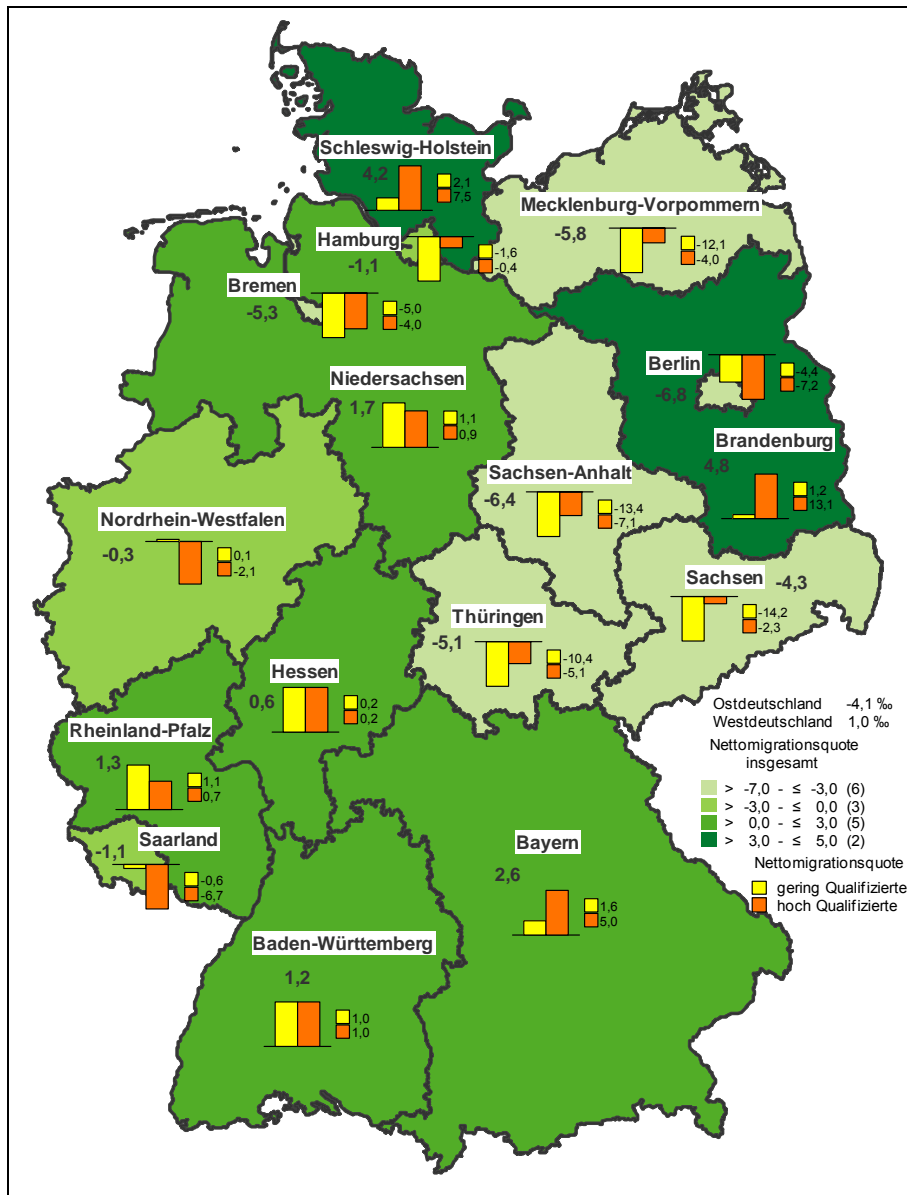 Schleswig-Holstein
4,2
2,1
7,5
Mecklenburg-Vorpommern
-5,8
-12,1
-4,0
Hamburg
-1,1
-1,6
-0,4
Bremen
-5,3
-5,0
-4,0
Berlin
-6,8
-4,4
-7,2
Niedersachsen
1,7
1,1
0,9
Brandenburg
4,8
1,2
13,1
Sachsen-Anhalt
-6,4
-13,4
-7,1
Nordrhein-Westfalen
-0,3
0,1
-2,1
Sachsen
-4,3
-14,2
-2,3
Thüringen
-5,1
-10,4
-5,1
Hessen
0,6
0,2
0,2
Rheinland-Pfalz
1,3
1,1
0,7
Saarland
-1,1
-0,6
-6,7
Bayern
2,6
1,6
5,0
Baden-Württemberg
1,2
1,0
1,0
Ostdeutschland -4,1 ‰
Westdeutschland 1,0 ‰
Nettomigrationsquote
insgesamt
> -7,0 - ≤ -3,0 (6)
> -3,0 - ≤ 0,0 (3)
> 0,0 - ≤ 3,0 (5)
> 3,0 - ≤ 5,0 (2)
Nettomigrationsquote
gering Qualifizierte
hoch Qualifizierte